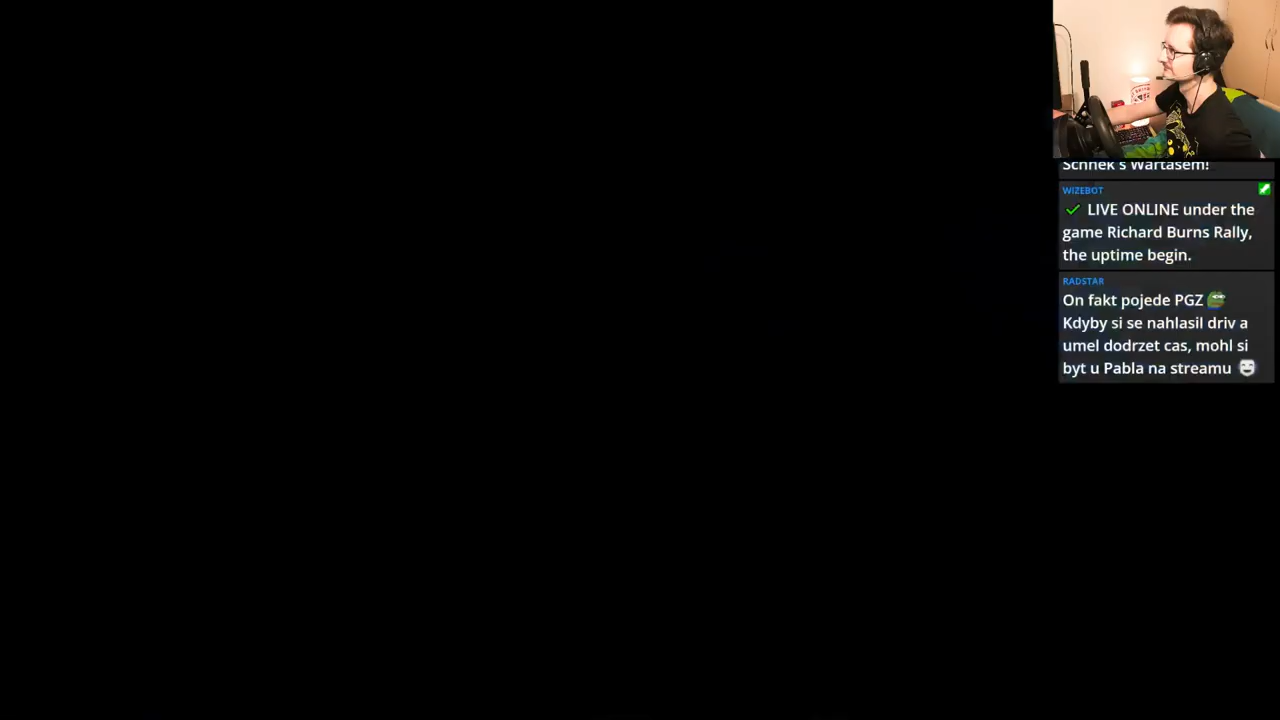 Schnek s Wartasem!
WIZEBOT
LIVE ONLINE under the
game Richard Burns Rally,
the uptime begin.
RADSTAR
On fakt pojede PGZ
Kdyby si se nahlasil driv a
umel dodrzet cas, mohl si
byt u Pabla na streamu